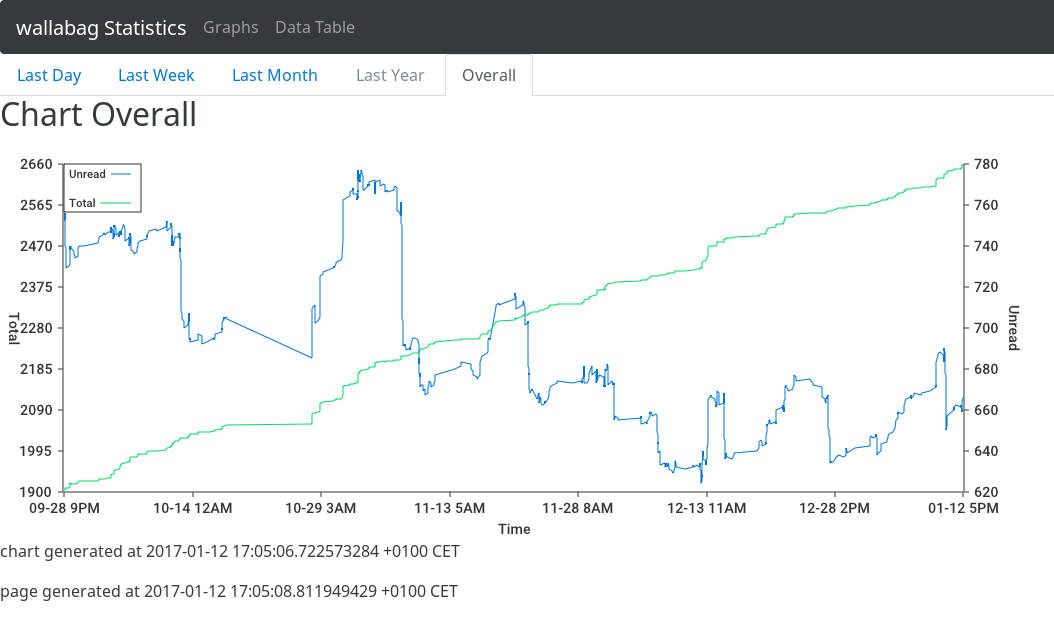 wallabag Statistics Graphs Data Table
Last Day Last Week Last Month Last Year Overall
Chart Overall
2660 Unread 780
2565 Total 760
2470 740
2375 720
2280 700
Total Unread
2185 680
2090 660
1995 640
1900 620
09-28 9PM 10-14 12AM 10-29 3AM 11-13 5AM 11-28 8AM 12-13 11AM 12-28 2PM 01-12 5PM
Time
chart generated at 2017-01-12 17:05:06.722573284 +0100 CET
page generated at 2017-01-12 17:05:08.811949429 +0100 CET